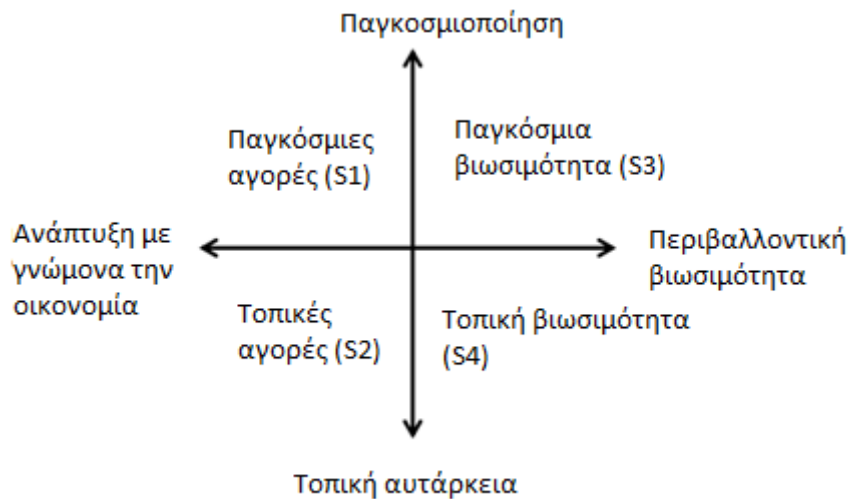 Παγκοσμιοποίηση
Παγκόσμιες
αγορές (S1)
Παγκόσμια
βιωσιμότητα (S3)
Ανάπτυξη με
γνώμονα την
οικονομία
Περιβαλλοντική
βιωσιμότητα
Τοπικές
αγορές (S2)
Τοπική βιωσιμότητα
(S4)
Τοπική αυτάρκεια